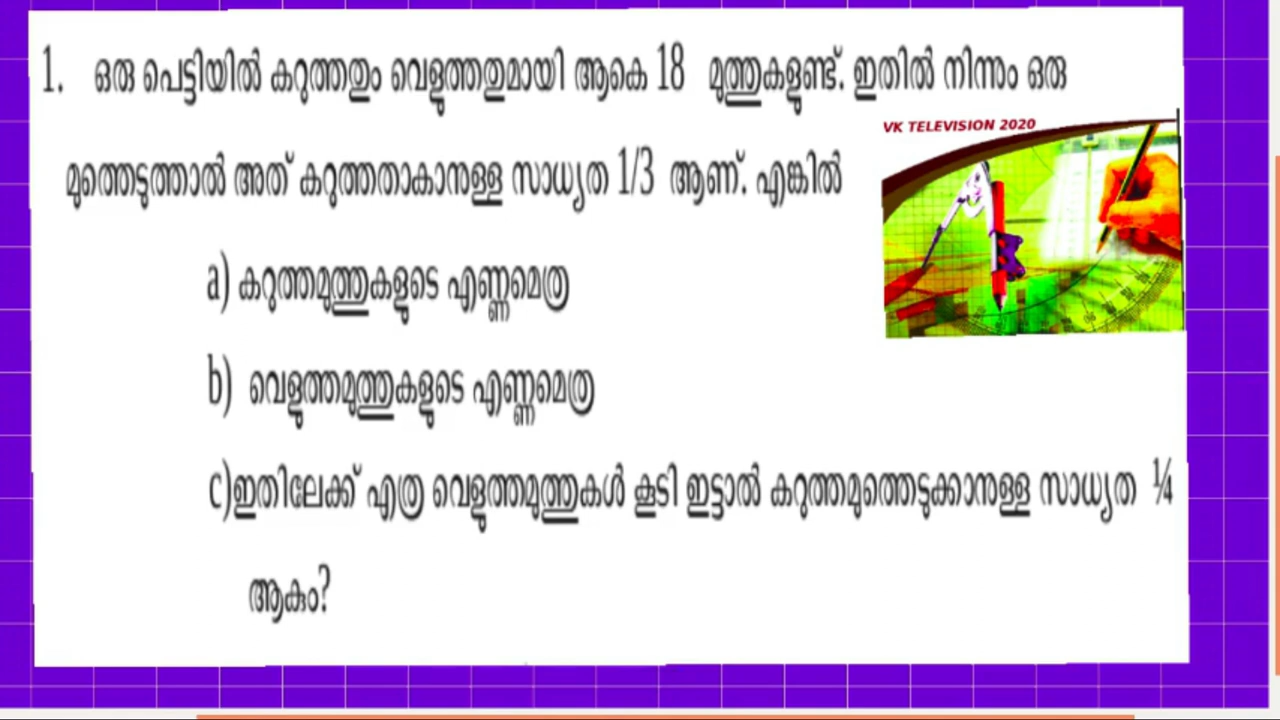 1. ഒരു പെട്ടിയിൽ കറുത്തതും വെളുത്തതുമായി ആകെ 18 മുത്തുകളുണ്ട്. ഇതിൽ നിന്നും ഒരു
VK TELEVISION 2020
മുത്തെടുത്താൽ അത് കറുത്തതാകാനുള്ള സാധ്യത 1/3 ആണ്. എങ്കിൽ
a) കറുത്തമുത്തുകളുടെ എണ്ണമെത്ര
b) വെളുത്തമുത്തുകളുടെ എണ്ണമെത്ര
c)ഇതിലേക്ക് എത്ര വെളുത്തമുത്തുകൾ കൂടി ഇട്ടാൽ കറുത്തമുത്തെടുക്കാനുള്ള സാധ്യത ¼
ആകും?